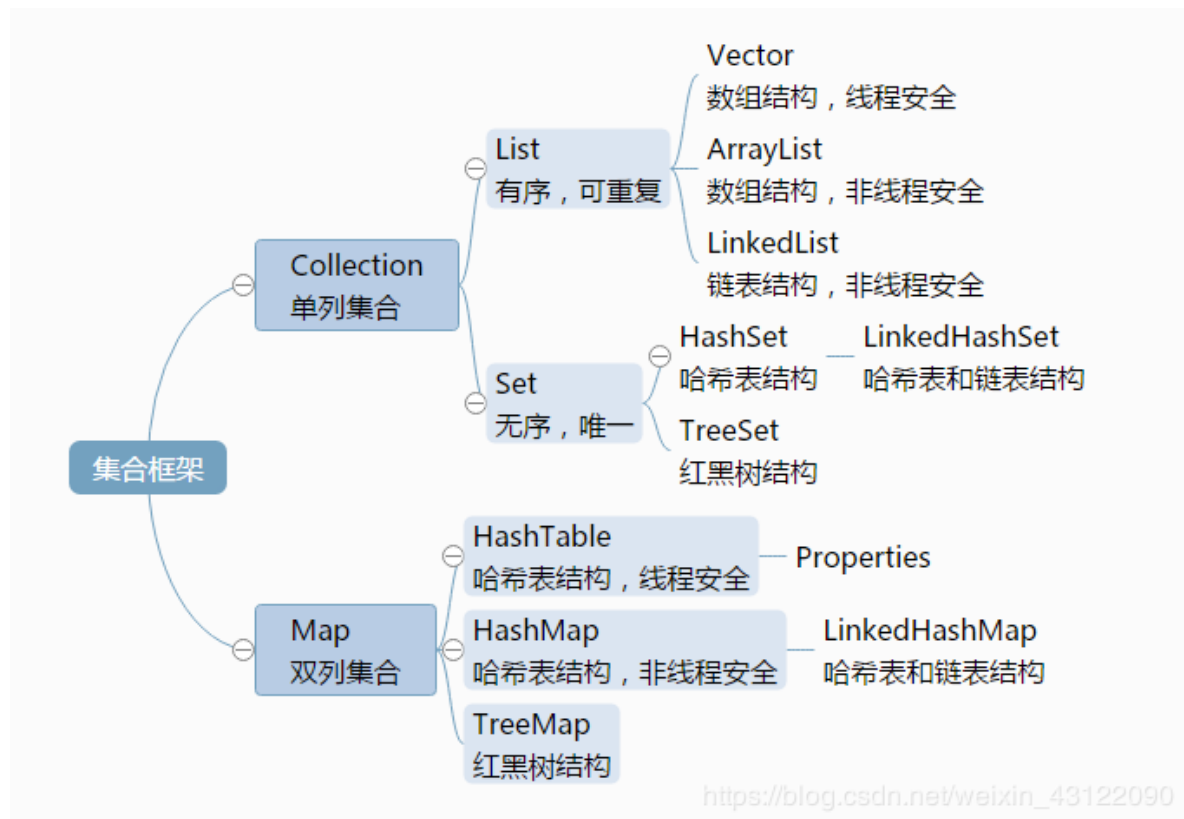 集合框架
Collection
单列集合
List
有序，可重复
Vector
数组结构，线程安全
ArrayList
数组结构，非线程安全
LinkedList
链表结构，非线程安全
Set
无序，唯一
HashSet
哈希表结构
LinkedHashSet
哈希表和链表结构
TreeSet
红黑树结构
Map
双列集合
HashTable
哈希表结构，线程安全
Properties
HashMap
哈希表结构，非线程安全
LinkedHashMap
哈希表和链表结构
TreeMap
红黑树结构
https://blog.csdn.net/weixin_43122090